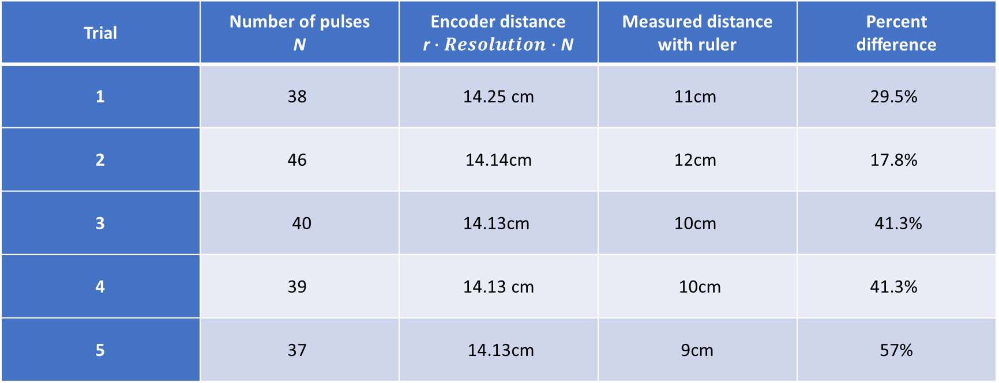 Trial
Number of pulses
N
Encoder distance
r · Resolution · N
Measured distance
with ruler
Percent
difference
1
38
14.25 cm
11cm
29.5%
2
46
14.14cm
12cm
17.8%
3
40
14.13cm
10cm
41.3%
4
39
14.13 cm
10cm
41.3%
5
37
14.13cm
9cm
57%